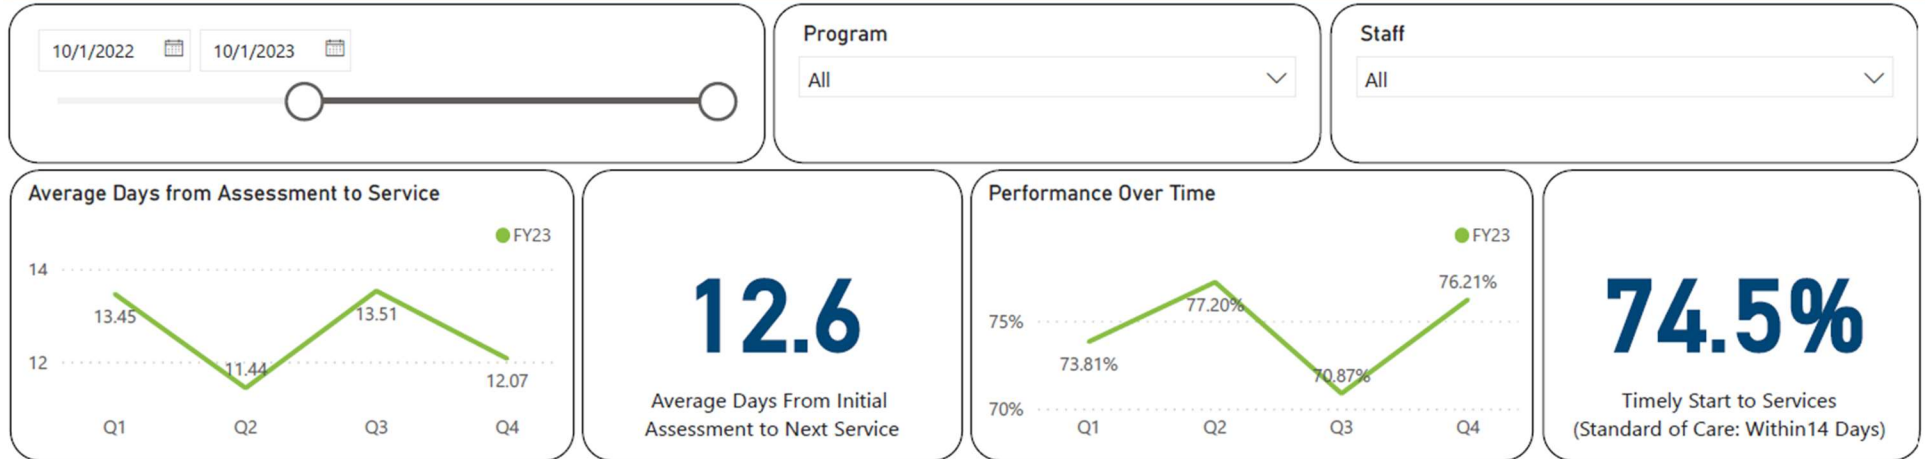 10/1/2022
10/1/2023
Program
All
Staff
All
Average Days from Assessment to Service
FY23
14
12
13.45
11.44
13.51
12.07
Q1 Q2 Q3 Q4
12.6
Average Days From Initial
Assessment to Next Service
Performance Over Time
FY23
75%
70%
73.81%
77.20%
70.87%
76.21%
Q1 Q2 Q3 Q4
74.5%
Timely Start to Services
(Standard of Care: Within14 Days)